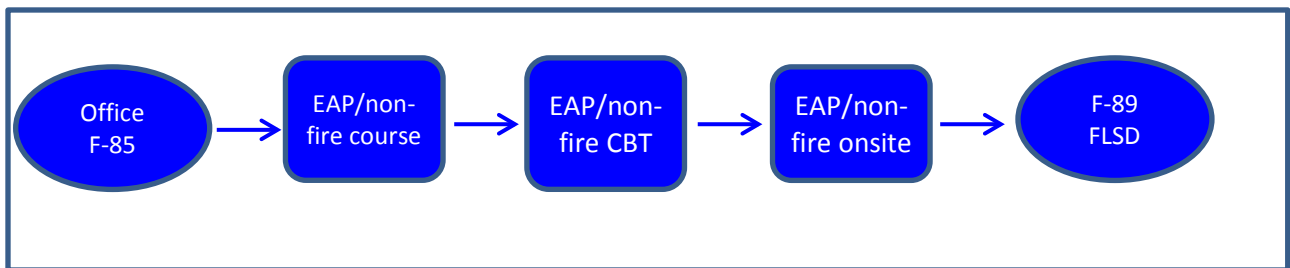 Office
F-85
EAP/non-
fire course
EAP/non-
fire CBT
EAP/non-
fire onsite
F-89
FLSD